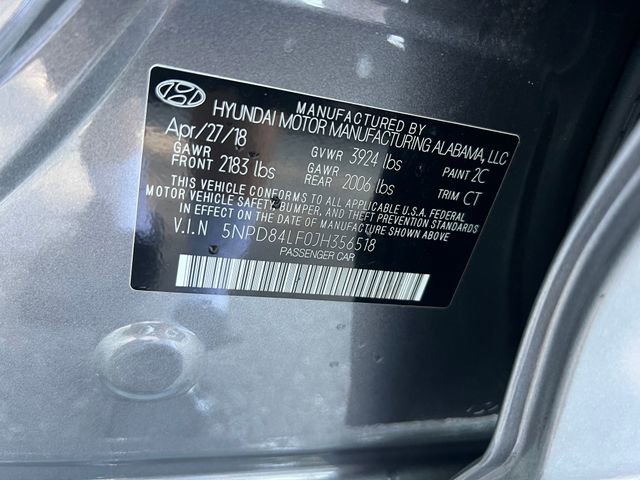 MANUFACTURED BY
HYUNDAI MOTOR MANUFACTURING ALABAMA, LLC
Apr/27/18 GVWR 3924 lbs PAINT 2C
GAWR FRONT 2183 lbs GAWR REAR 2006 lbs TRIM CT
THIS VEHICLE CONFORMS TO ALL APPLICABLE U.S.A. FEDERAL
MOTOR VEHICLE SAFETY, BUMPER, AND THEFT PREVENTION STANDARDS
IN EFFECT ON THE DATE OF MANUFACTURE SHOWN ABOVE
V.I.N 5NPD84LF0JH356518
PASSENGER CAR